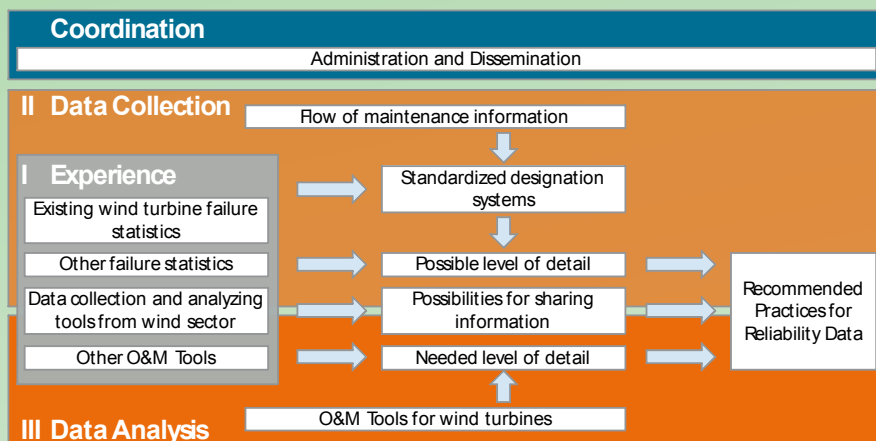 Coordination
Administration and Dissemination
II Data Collection
Flow of maintenance information
I Experience
Existing wind turbine failure
statistics
Standardized designation
systems
Other failure statistics
Possible level of detail
Data collection and analyzing
tools from wind sector
Possibilities for sharing
information
Recommended
Practices for
Reliability Data
Other O&M Tools
Needed level of detail
O&M Tools for wind turbines
III Data Analysis